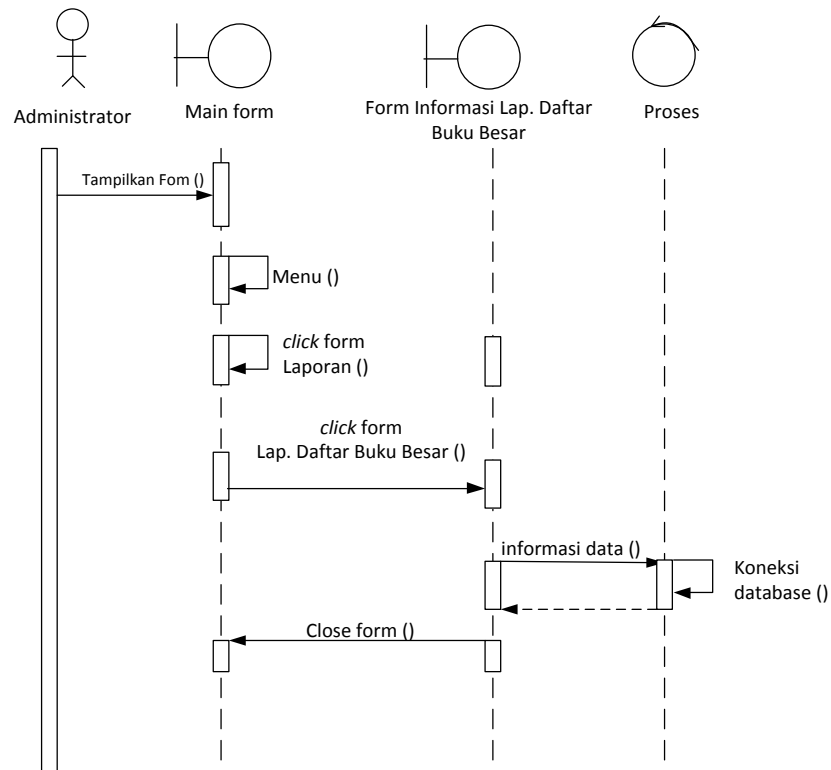 Administrator
Main form
Form Informasi Lap. Daftar
Buku Besar
Proses
Tampilkan Fom ()
Menu ()
click form
Laporan ()
click form
Lap. Daftar Buku Besar ()
informasi data ()
Koneksi
database ()
Close form ()